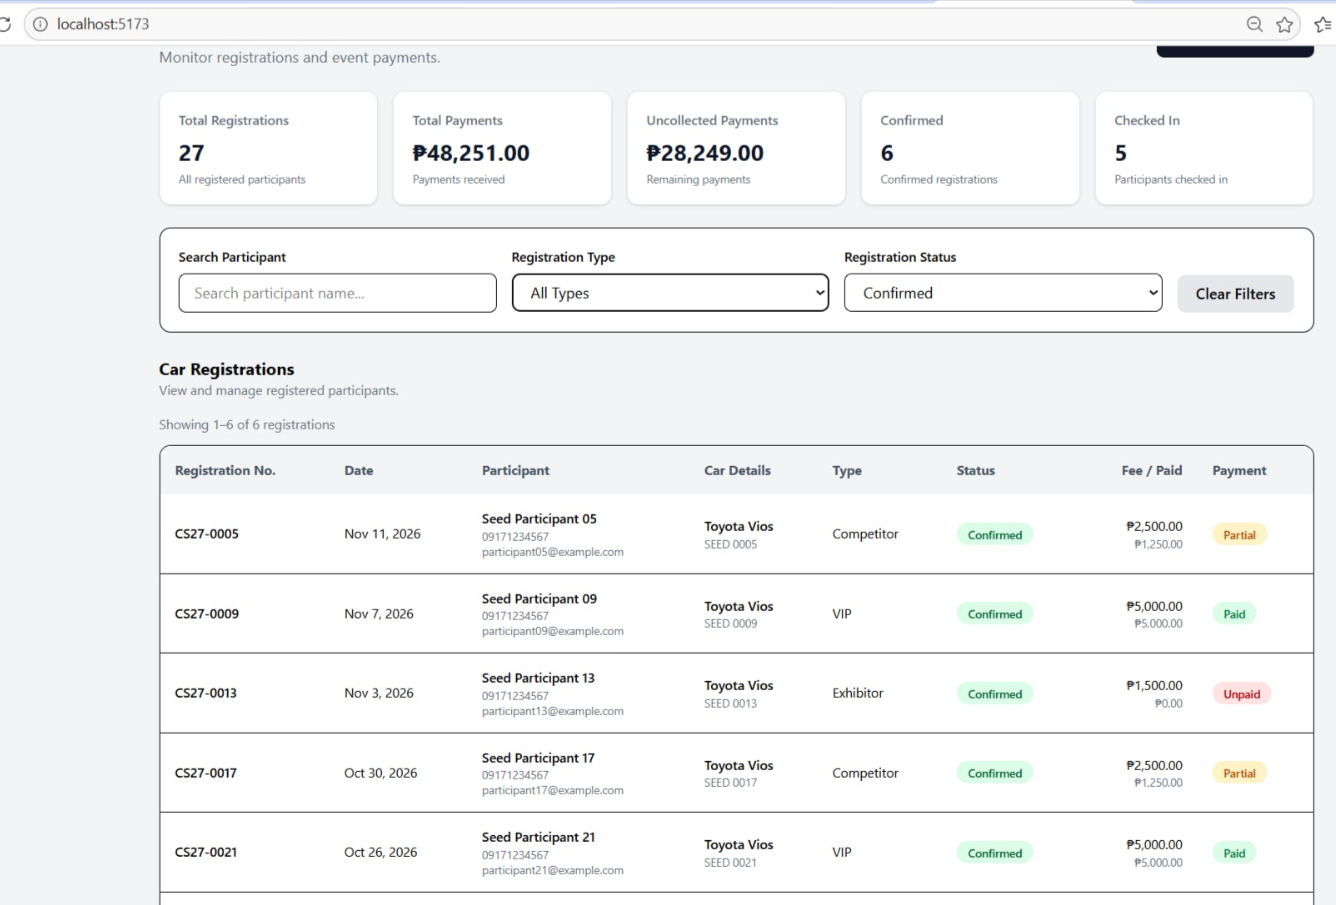 localhost:5173
Monitor registrations and event payments.
Total Registrations
27
All registered participants
Total Payments
₱48,251.00
Payments received
Uncollected Payments
₱28,249.00
Remaining payments
Confirmed
6
Confirmed registrations
Checked In
5
Participants checked in
Search Participant
Search participant name...
Registration Type
All Types
Registration Status
Confirmed
Clear Filters
Car Registrations
View and manage registered participants.
Showing 1–6 of 6 registrations
Registration No. Date Participant Car Details Type Status Fee / Paid Payment
CS27-0005 Nov 11, 2026 Seed Participant 05 Toyota Vios Competitor Confirmed ₱2,500.00 Partial
09171234567 SEED 0005 ₱1,250.00
participant05@example.com
CS27-0009 Nov 7, 2026 Seed Participant 09 Toyota Vios VIP Confirmed ₱5,000.00 Paid
09171234567 SEED 0009 ₱5,000.00
participant09@example.com
CS27-0013 Nov 3, 2026 Seed Participant 13 Toyota Vios Exhibitor Confirmed ₱1,500.00 Unpaid
09171234567 SEED 0013 ₱0.00
participant13@example.com
CS27-0017 Oct 30, 2026 Seed Participant 17 Toyota Vios Competitor Confirmed ₱2,500.00 Partial
09171234567 SEED 0017 ₱1,250.00
participant17@example.com
CS27-0021 Oct 26, 2026 Seed Participant 21 Toyota Vios VIP Confirmed ₱5,000.00 Paid
09171234567 SEED 0021 ₱5,000.00
participant21@example.com